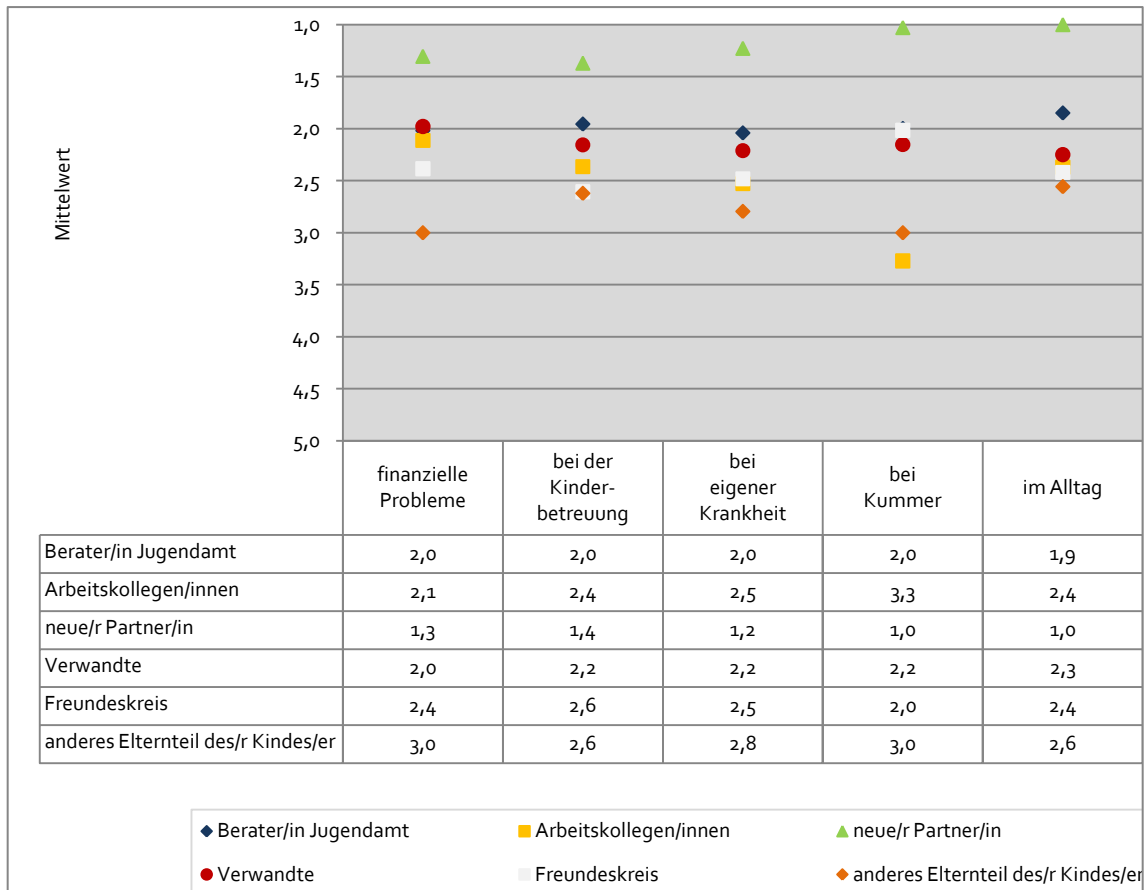 1,0
1,5
2,0
2,5
3,0
3,5
4,0
4,5
5,0
Mittelwert
finanzielle
Probleme
bei der
Kinder-
betreuung
bei
eigener
Krankheit
bei
Kummer
im Alltag
Berater/in Jugendamt 2,0 2,0 2,0 2,0 1,9
Arbeitskollegen/innen 2,1 2,4 2,5 3,3 2,4
neue/r Partner/in 1,3 1,4 1,2 1,0 1,0
Verwandte 2,0 2,2 2,2 2,2 2,3
Freundeskreis 2,4 2,6 2,5 2,0 2,4
anderes Elternteil des/r Kindes/er 3,0 2,6 2,8 3,0 2,6
Berater/in Jugendamt Arbeitskollegen/innen neue/r Partner/in
Verwandte Freundeskreis anderes Elternteil des/r Kindes/er